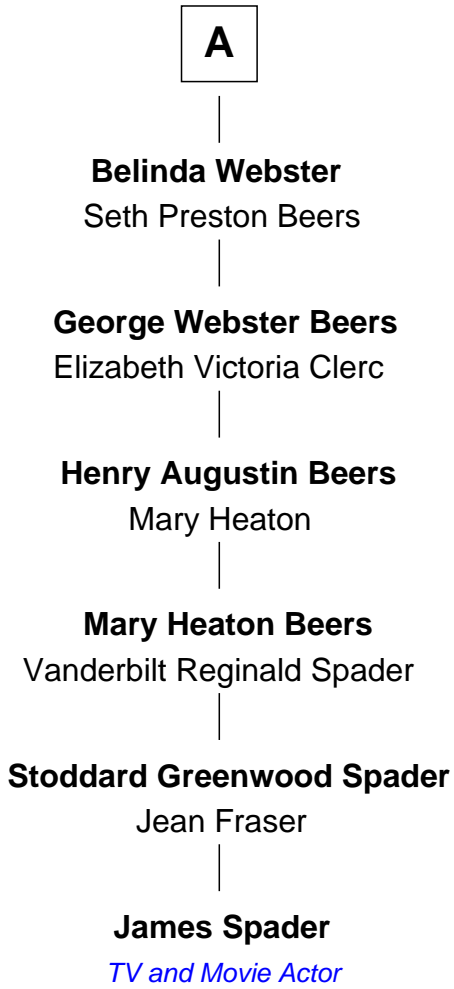 A
Belinda Webster
Seth Preston Beers
George Webster Beers
Elizabeth Victoria Clerc
Henry Augustin Beers
Mary Heaton
Mary Heaton Beers
Vanderbilt Reginald Spader
Stoddard Greenwood Spader
Jean Fraser
James Spader
TV and Movie Actor